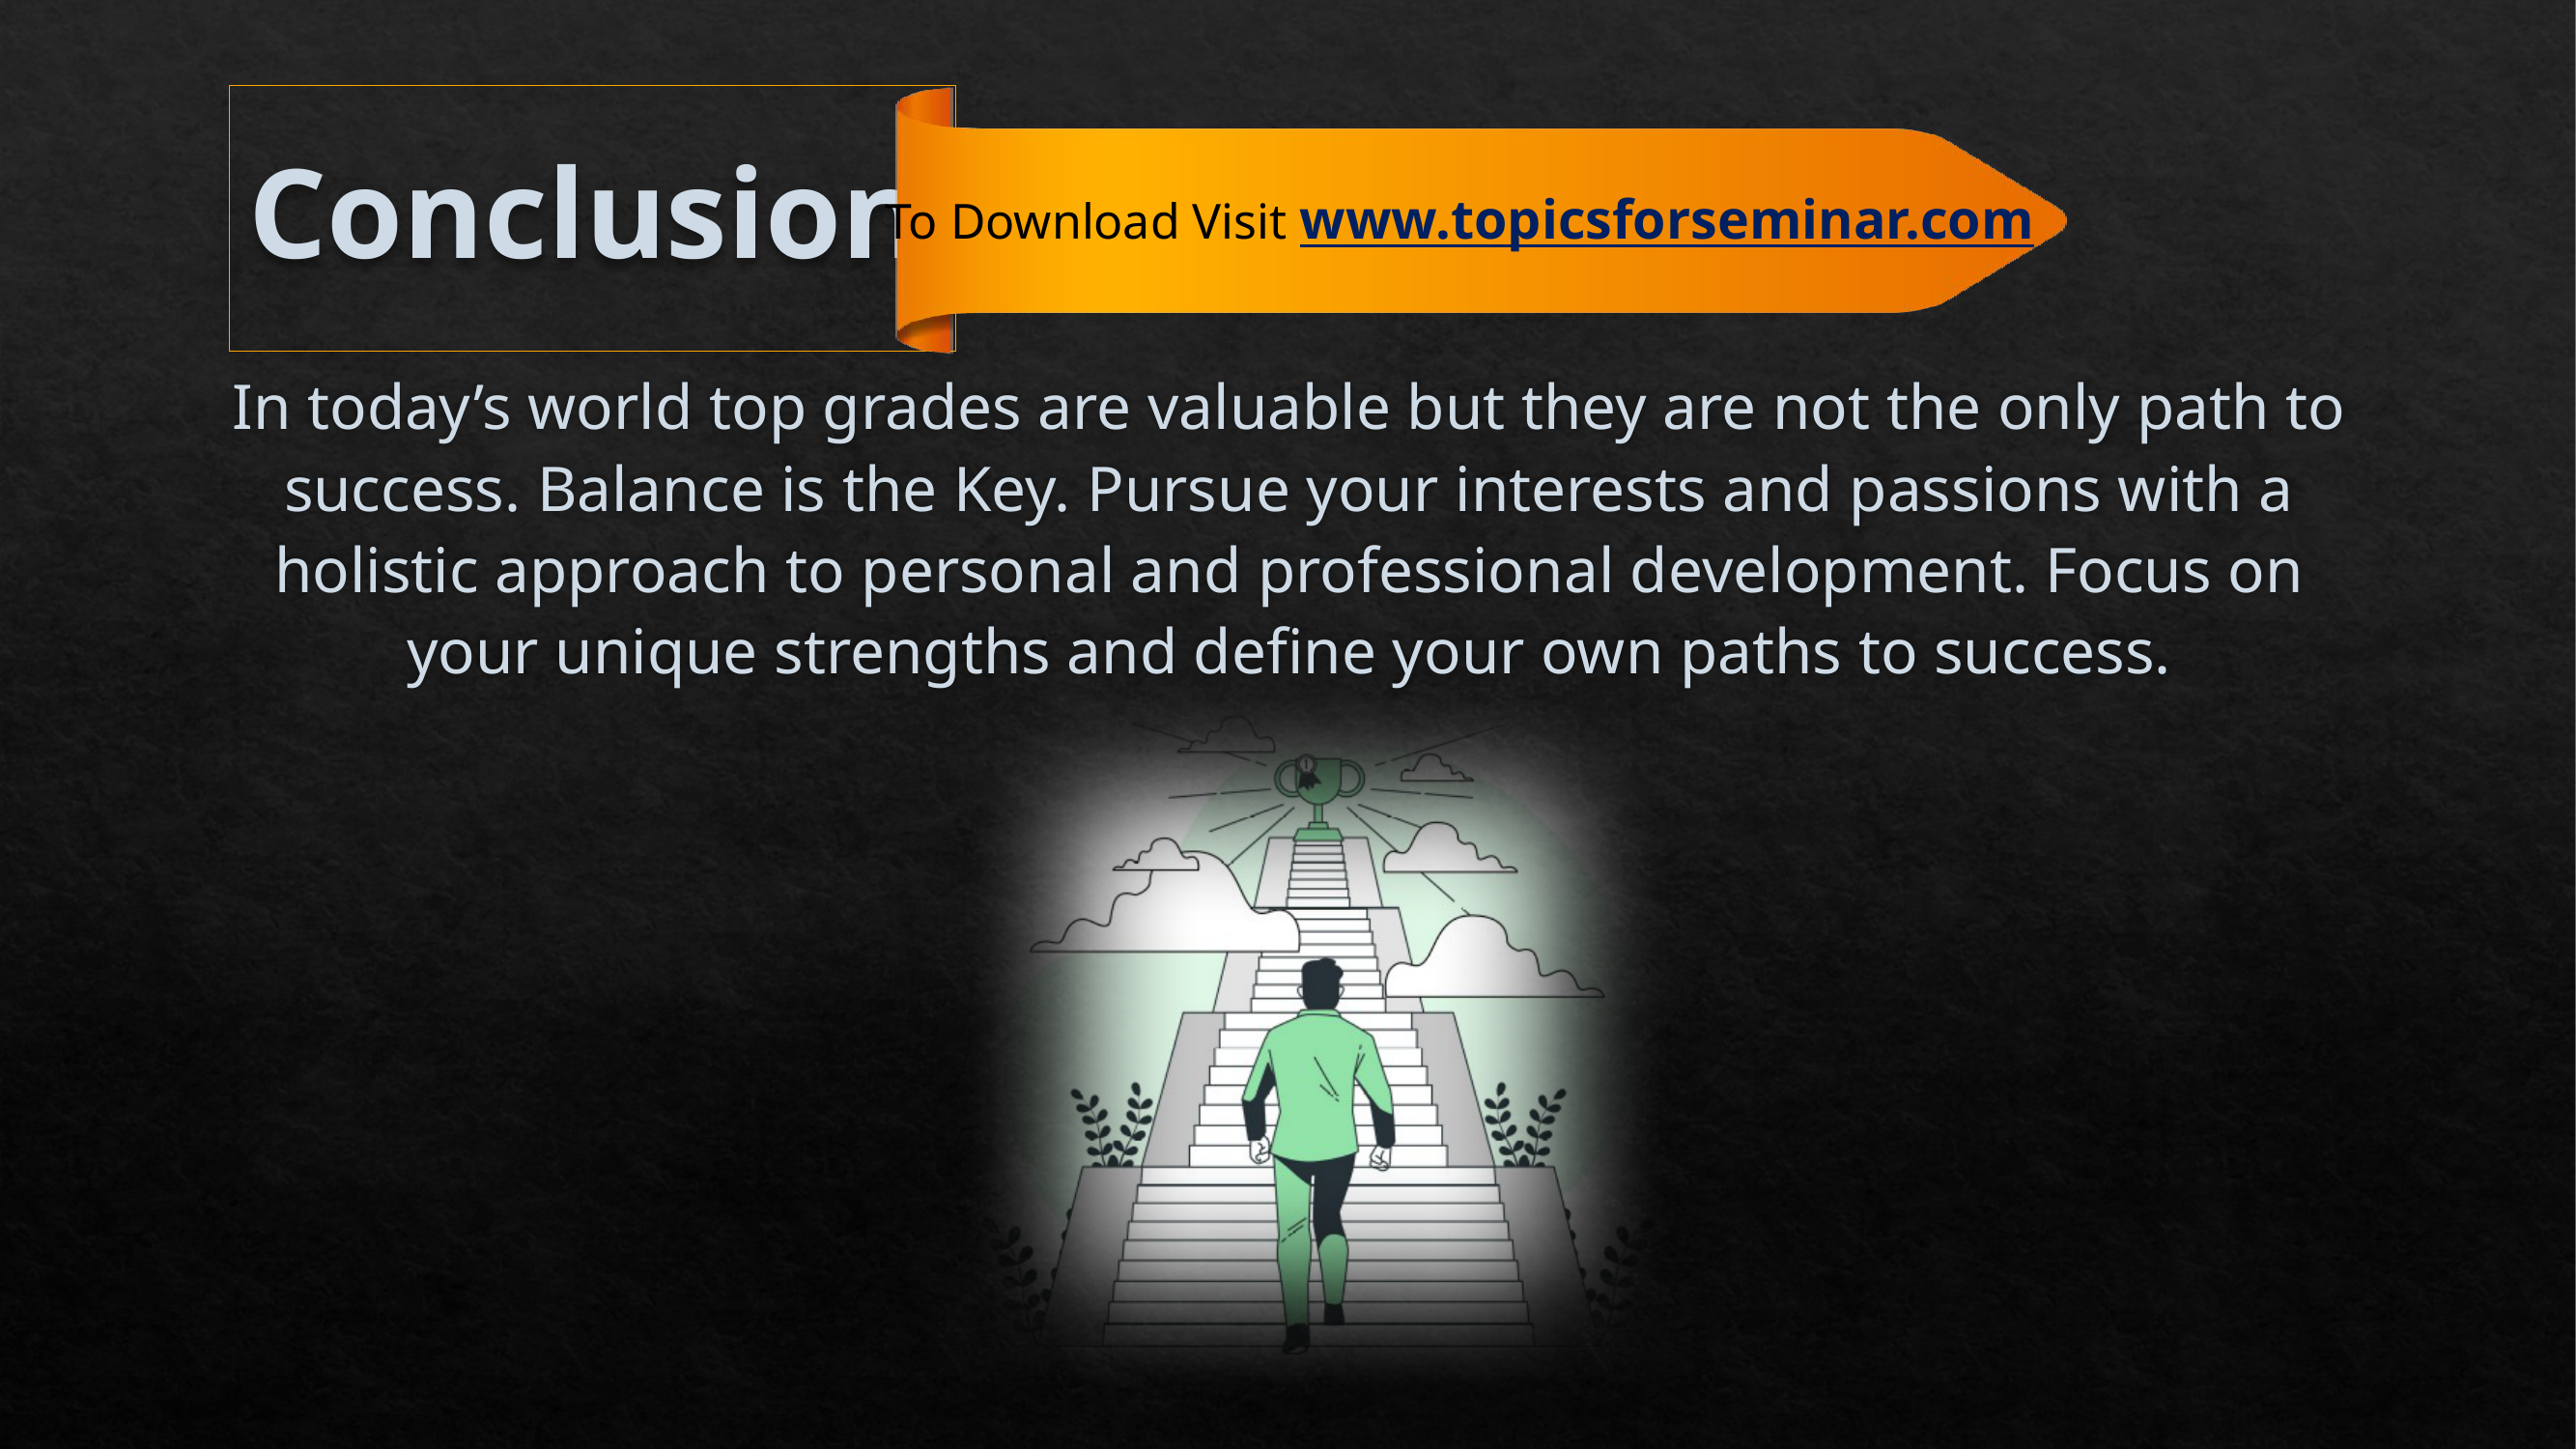 Conclusion
To Download Visit www.topicsforseminar.com
In today’s world top grades are valuable but they are not the only path to
success. Balance is the Key. Pursue your interests and passions with a
holistic approach to personal and professional development. Focus on
your unique strengths and define your own paths to success.
1